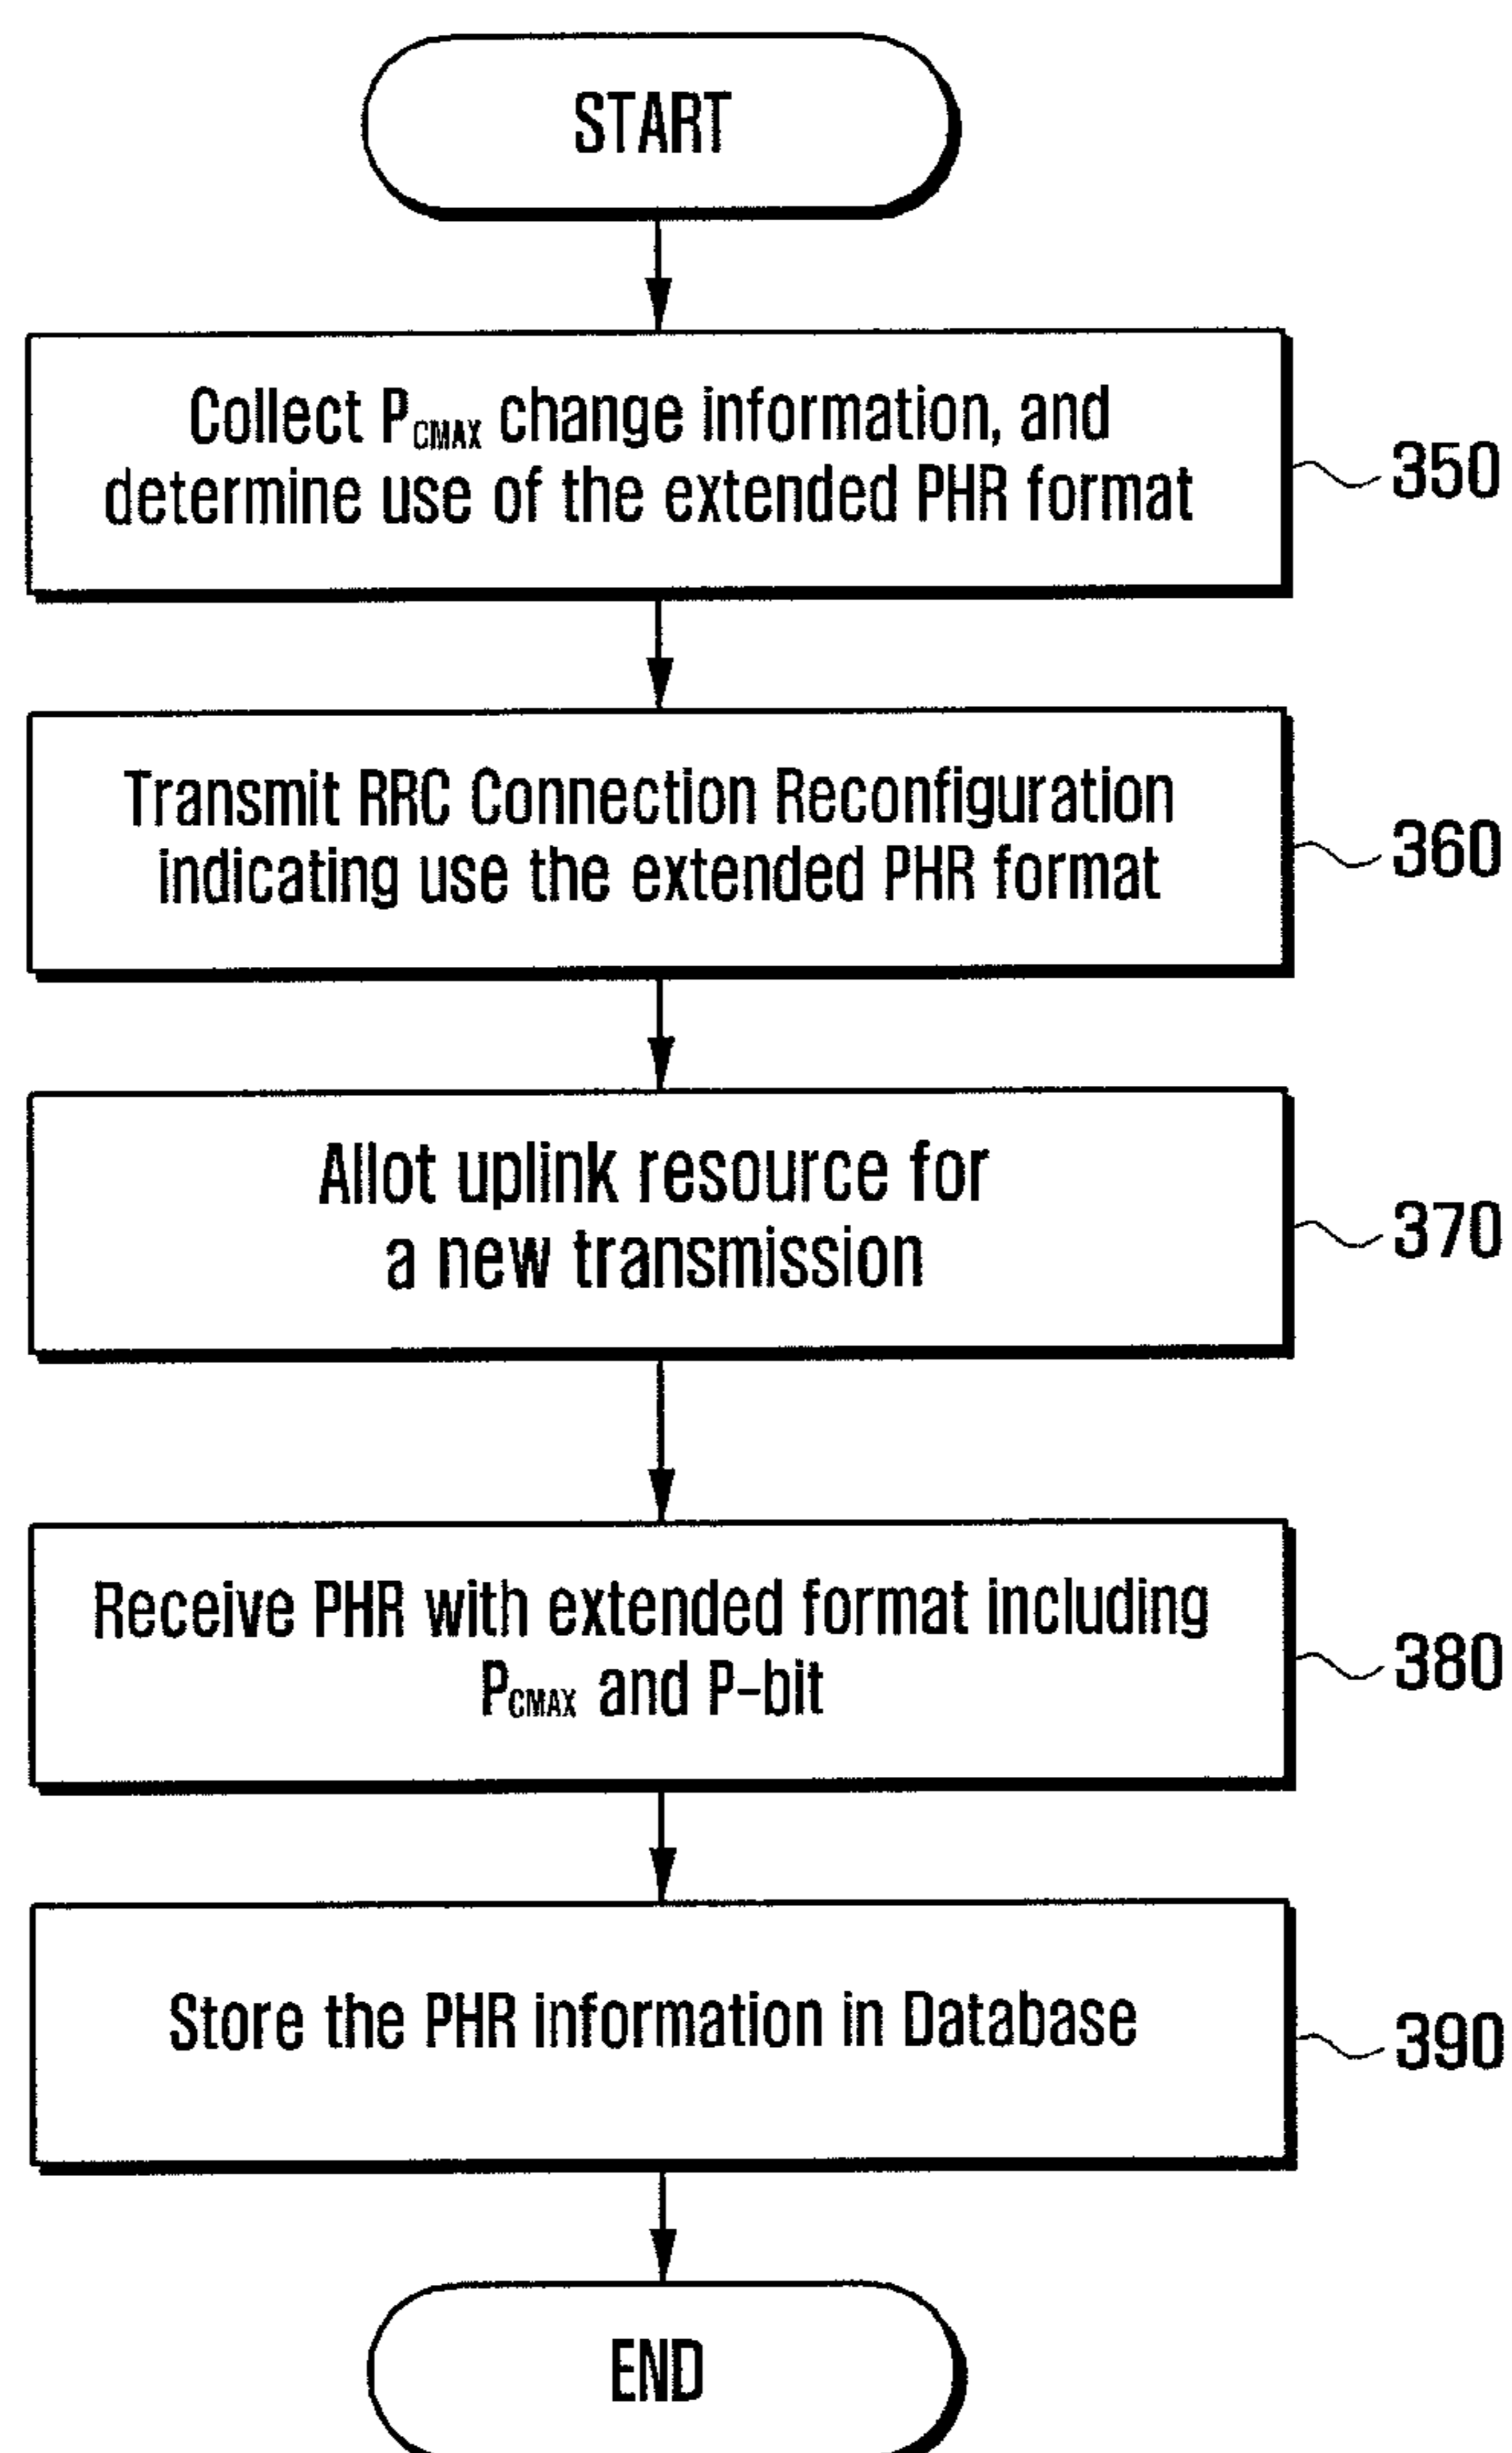 START
Collect PCMAX change information, and
determine use of the extended PHR format
350
Transmit RRC Connection Reconfiguration
indicating use the extended PHR format
360
Allot uplink resource for
a new transmission
370
Receive PHR with extended format including
PCMAX and P-bit
380
Store the PHR information in Database
390
END